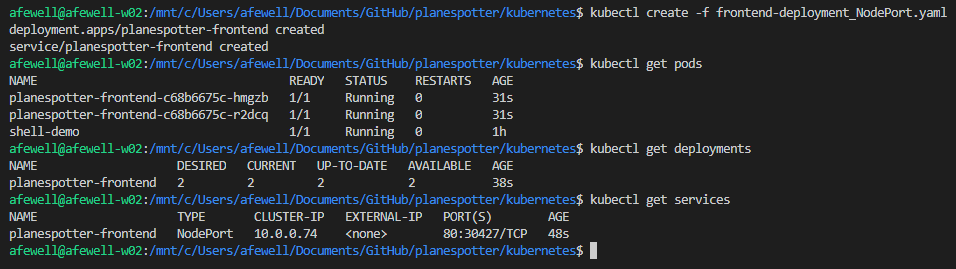 afewell@afewell-w02:/mnt/c/Users/afewell/Documents/GitHub/planespotter/kubernetes$ kubectl create -f frontend-deployment_NodePort.yaml
deployment.apps/planespotter-frontend created
service/planespotter-frontend created
afewell@afewell-w02:/mnt/c/Users/afewell/Documents/GitHub/planespotter/kubernetes$ kubectl get pods
NAME READY STATUS RESTARTS AGE
planespotter-frontend-c68b6675c-hmgzb 1/1 Running 0 31s
planespotter-frontend-c68b6675c-r2dcq 1/1 Running 0 31s
shell-demo 1/1 Running 0 1h
afewell@afewell-w02:/mnt/c/Users/afewell/Documents/GitHub/planespotter/kubernetes$ kubectl get deployments
NAME DESIRED CURRENT UP-TO-DATE AVAILABLE AGE
planespotter-frontend 2 2 2 2 38s
afewell@afewell-w02:/mnt/c/Users/afewell/Documents/GitHub/planespotter/kubernetes$ kubectl get services
NAME TYPE CLUSTER-IP EXTERNAL-IP PORT(S) AGE
planespotter-frontend NodePort 10.0.0.74 <none> 80:30427/TCP 48s
afewell@afewell-w02:/mnt/c/Users/afewell/Documents/GitHub/planespotter/kubernetes$